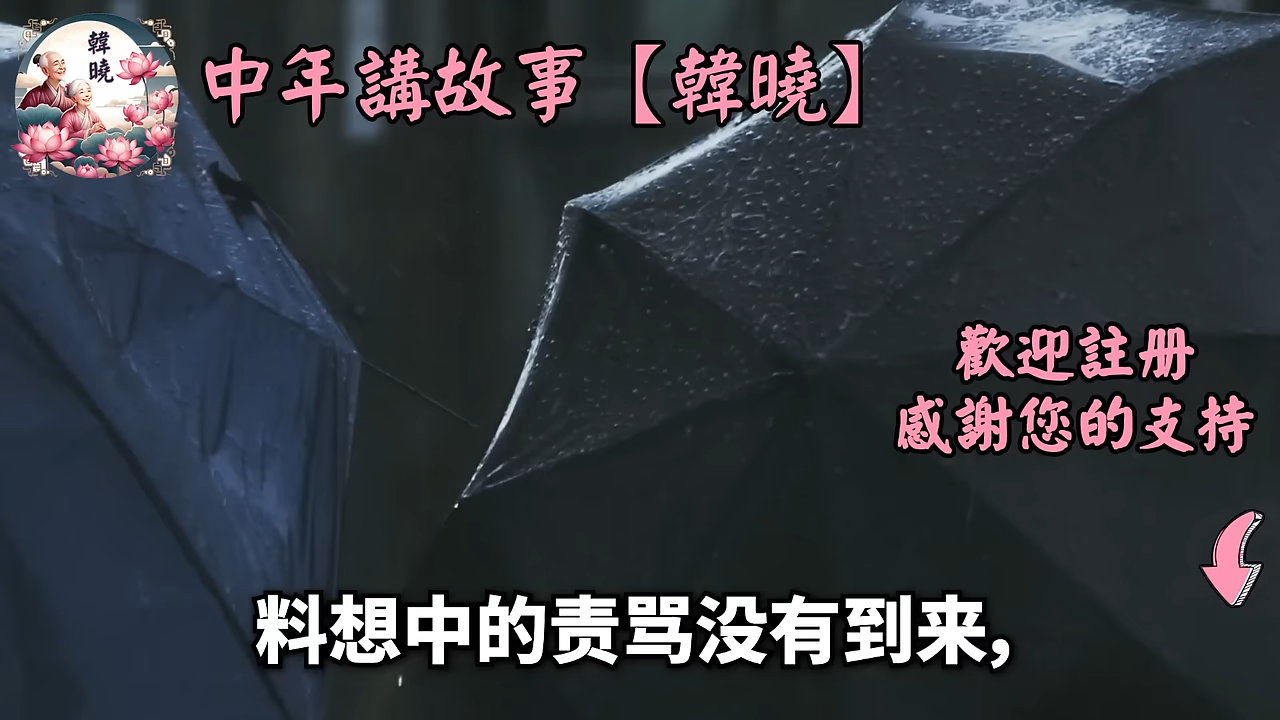 韓曉
中年講故事【韓曉】
歡迎註册
感謝您的支持
料想中的责骂没有到来,